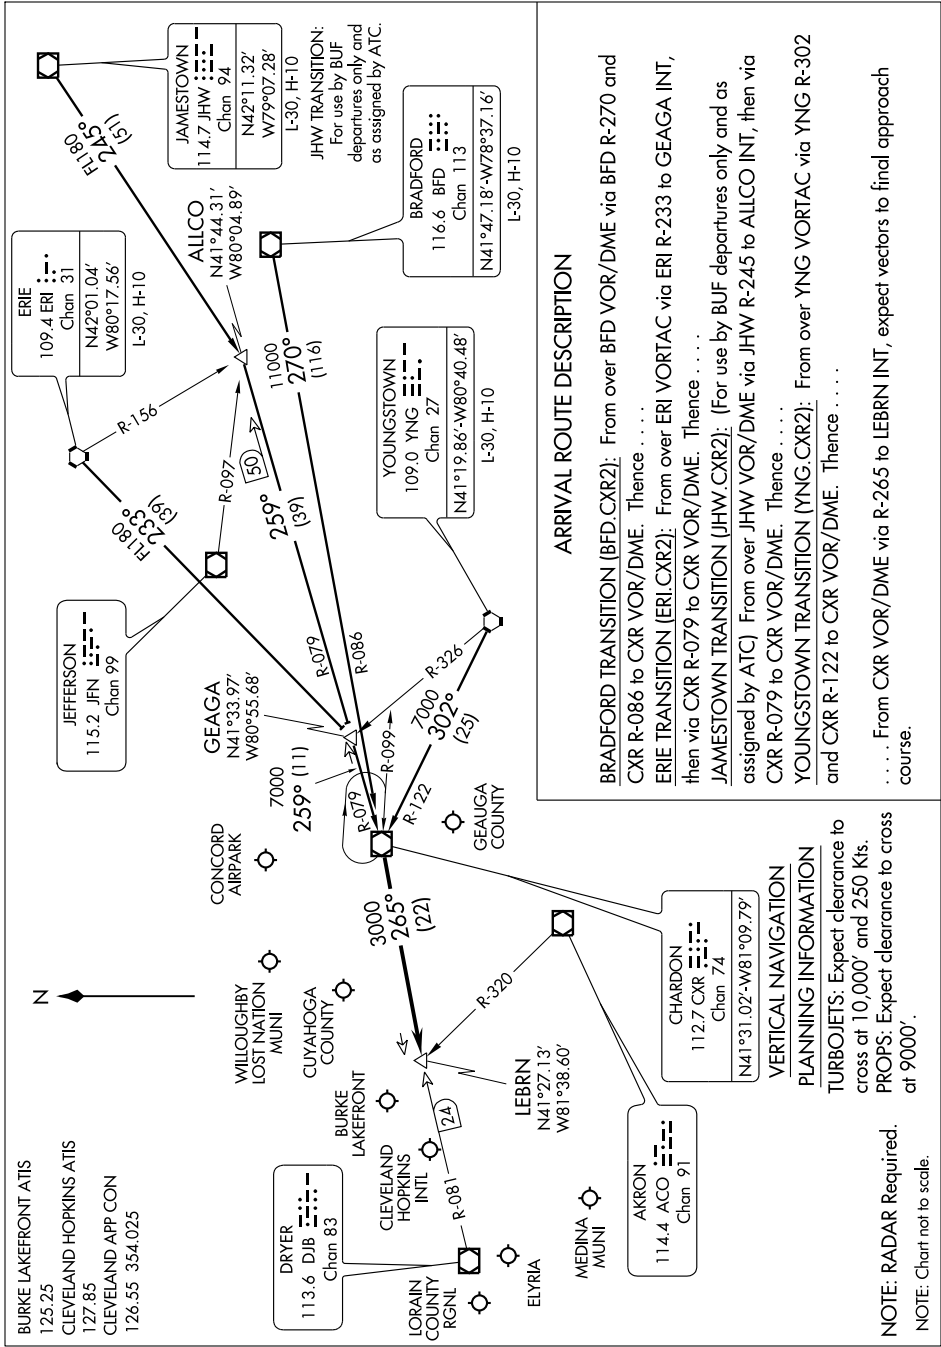 BURKE LAKEFRONT ATIS
125.25
CLEVELAND HOPKINS ATIS
127.85
CLEVELAND APP CON
126.55 354.025
N
WILLOUGHBY
LOST NATION
MUNI
CONCORD
AIRPARK
CUYAHOGA
COUNTY
BURKE
LAKEFRONT
CLEVELAND
HOPKINS
INTL
DRYER
113.6 DJB
Chan 83
LORAIN
COUNTY
RGNL
ELYRIA
MEDINA
MUNI
R-081
24
LEBRN
N41°27.13'
W81°38.60'
R-320
AKRON
114.4 ACO
Chan 91
3000
265°
(22)
GEAUGA
COUNTY
CHARDON
112.7 CXR
Chan 74
N41°31.02'-W81°09.79'
JEFFERSON
115.2 JFN
Chan 99
GEAGA
N41°33.97'
W80°55.68'
7000
259° (11)
R-079
R-099
R-122
7000
302°
(25)
R-326
R-079
R-086
259°
(39)
50
R-097
R-156
FL180
233°
(39)
ERIE
109.4 ERI
Chan 31
N42°01.04'
W80°17.56'
L-30, H-10
ALLCO
N41°44.31'
W80°04.89'
FL180
245°
(51)
JAMESTOWN
114.7 JHW
Chan 94
N42°11.32'
W79°07.28'
L-30, H-10
JHW TRANSITION:
For use by BUF
departures only and
as assigned by ATC.
11000
270°
(116)
BRADFORD
116.6 BFD
Chan 113
N41°47.18'-W78°37.16'
L-30, H-10
YOUNGSTOWN
109.0 YNG
Chan 27
N41°19.86'-W80°40.48'
L-30, H-10
VERTICAL NAVIGATION
PLANNING INFORMATION
TURBOJETS: Expect clearance to
cross at 10,000' and 250 Kts.
PROPS: Expect clearance to cross
at 9000'.
NOTE: RADAR Required.
NOTE: Chart not to scale.
ARRIVAL ROUTE DESCRIPTION
BRADFORD TRANSITION (BFD.CXR2): From over BFD VOR/DME via BFD R-270 and
CXR R-086 to CXR VOR/DME. Thence . . . .
ERIE TRANSITION (ERI.CXR2): From over ERI VORTAC via ERI R-233 to GEAGA INT,
then via CXR R-079 to CXR VOR/DME. Thence . . . .
JAMESTOWN TRANSITION (JHW.CXR2): (For use by BUF departures only and as
assigned by ATC) From over JHW VOR/DME via JHW R-245 to ALLCO INT, then via
CXR R-079 to CXR VOR/DME. Thence . . . .
YOUNGSTOWN TRANSITION (YNG.CXR2): From over YNG VORTAC via YNG R-302
and CXR R-122 to CXR VOR/DME. Thence . . . .
. . . . From CXR VOR/DME via R-265 to LEBRN INT, expect vectors to final approach
course.